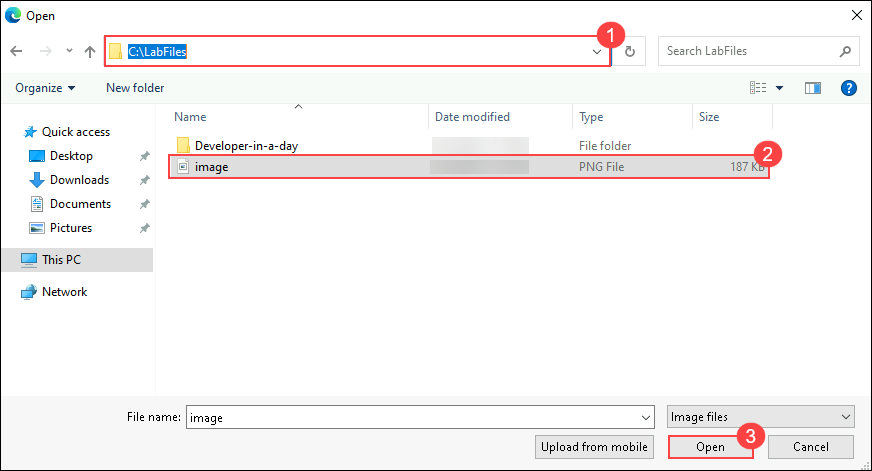 Open
1
C:\LabFiles
Search LabFiles
Organize
New folder
?
Name
Date modified
Type
Size
Quick access
Desktop
Downloads
Documents
Pictures
This PC
Network
Developer-in-a-day
File folder
2
image
PNG File
187 KB
File name:
image
Image files
3
Upload from mobile
Open
Cancel